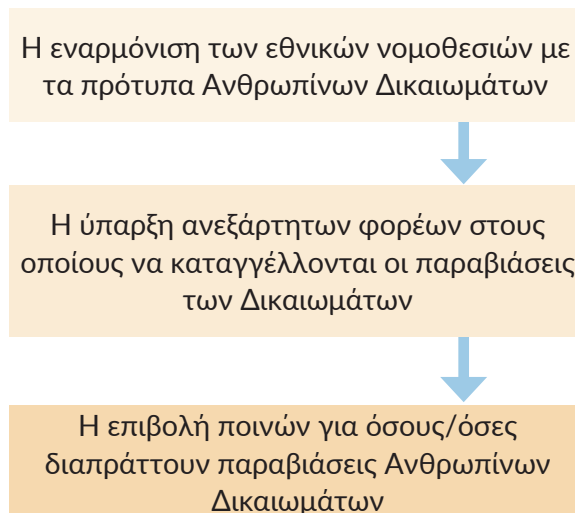 Η εναρμόνιση των εθνικών νομοθεσιών με
τα πρότυπα Ανθρωπίνων Δικαιωμάτων
Η ύπαρξη ανεξάρτητων φορέων στους
οποίους να καταγγέλλονται οι παραβιάσεις
των Δικαιωμάτων
Η επιβολή ποινών για όσους/όσες
διαπράττουν παραβιάσεις Ανθρωπίνων
Δικαιωμάτων